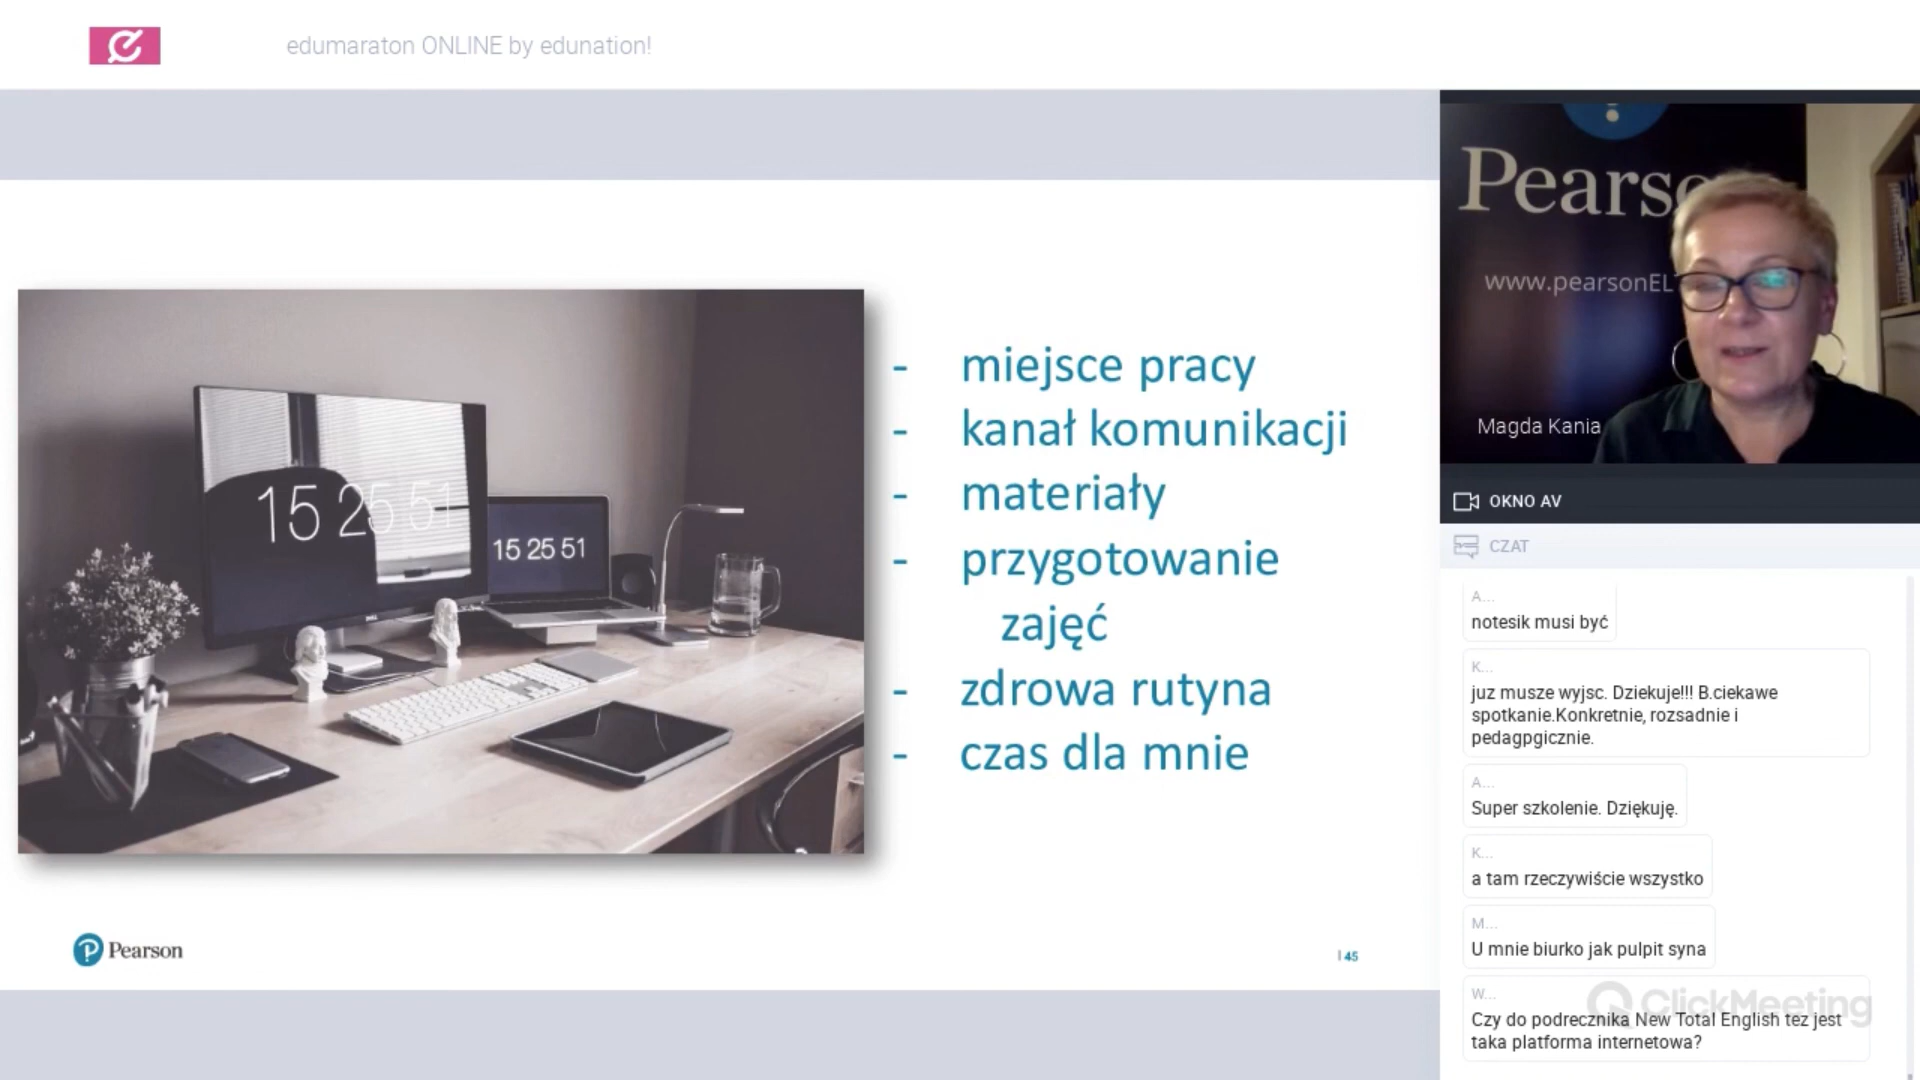 edumaraton ONLINE by edunation!
15 25 51
15 25 51
DELL
- miejsce pracy
- kanał komunikacji
- materiały
- przygotowanie
zajęć
- zdrowa rutyna
- czas dla mnie
Pearson
| 45
Pearso
www.pearsonEL
Magda Kania
OKNO AV
CZAT
A...
notesik musi być
K...
juz musze wyjsc. Dziekuje!!! B.ciekawe
spotkanie.Konkretnie, rozsadnie i
pedagpgicznie.
A...
Super szkolenie. Dziękuję.
K...
a tam rzeczywiście wszystko
M...
U mnie biurko jak pulpit syna
W...
Czy do podrecznika New Total English tez jest
taka platforma internetowa?
ClickMeeting